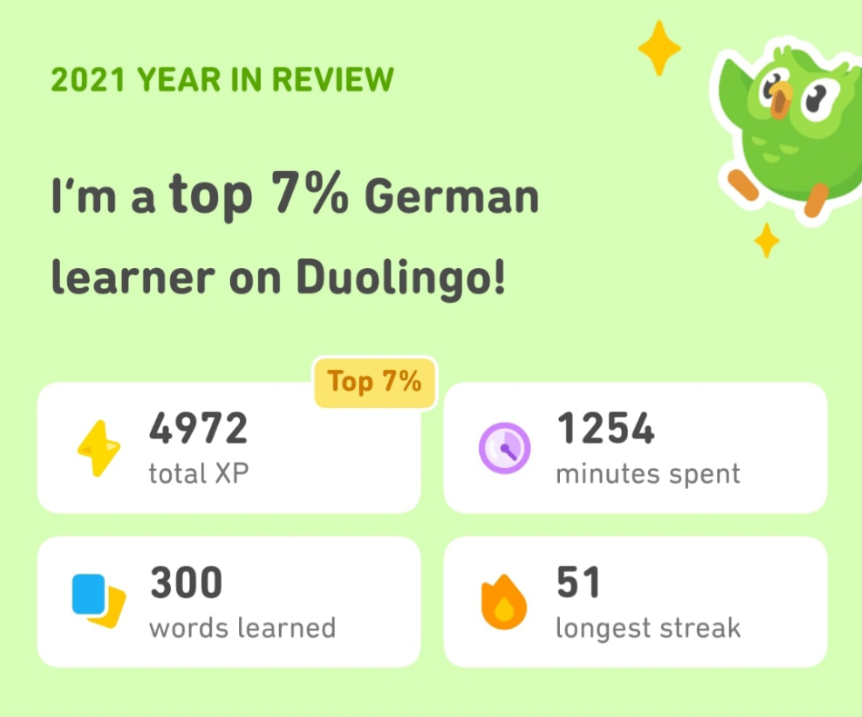 2021 YEAR IN REVIEW
I'm a top 7% German
learner on Duolingo!
Top 7%
4972
total XP
1254
minutes spent
300
words learned
51
longest streak